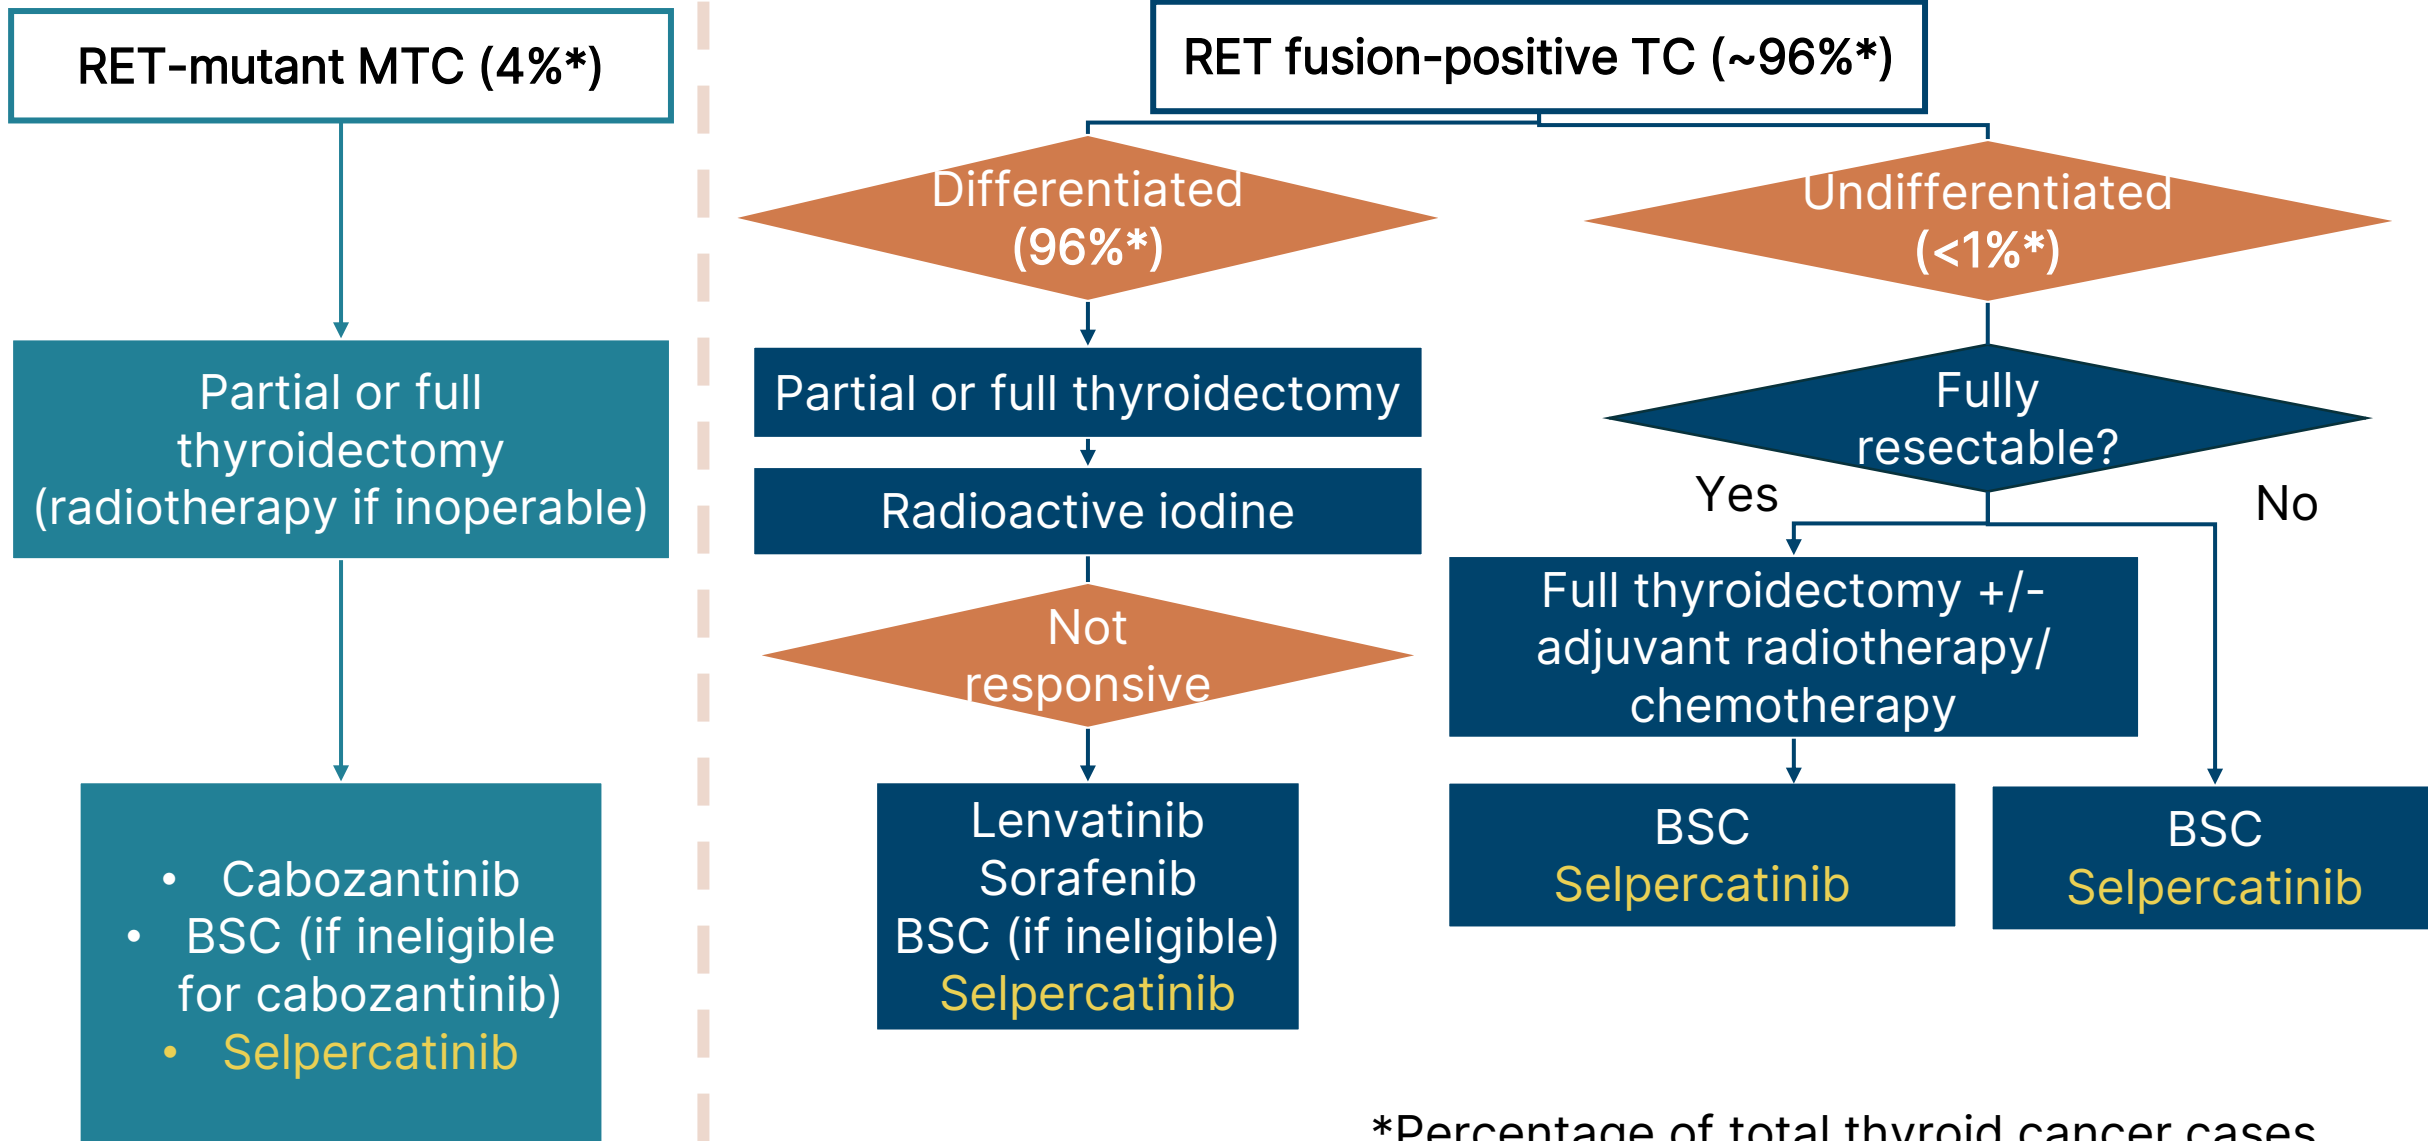 RET-mutant MTC (4%*)
Partial or full
thyroidectomy
(radiotherapy if inoperable)
• Cabozantinib
• BSC (if ineligible
for cabozantinib)
• Selpercatinib
RET fusion-positive TC (~96%*)
Differentiated
(96%*)
Partial or full thyroidectomy
Radioactive iodine
Not
responsive
Lenvatinib
Sorafenib
BSC (if ineligible)
Selpercatinib
Undifferentiated
(<1%*)
Fully
resectable?
Yes
No
Full thyroidectomy +/-
adjuvant radiotherapy/
chemotherapy
BSC
Selpercatinib
BSC
Selpercatinib
*Percentage of total thyroid cancer cases